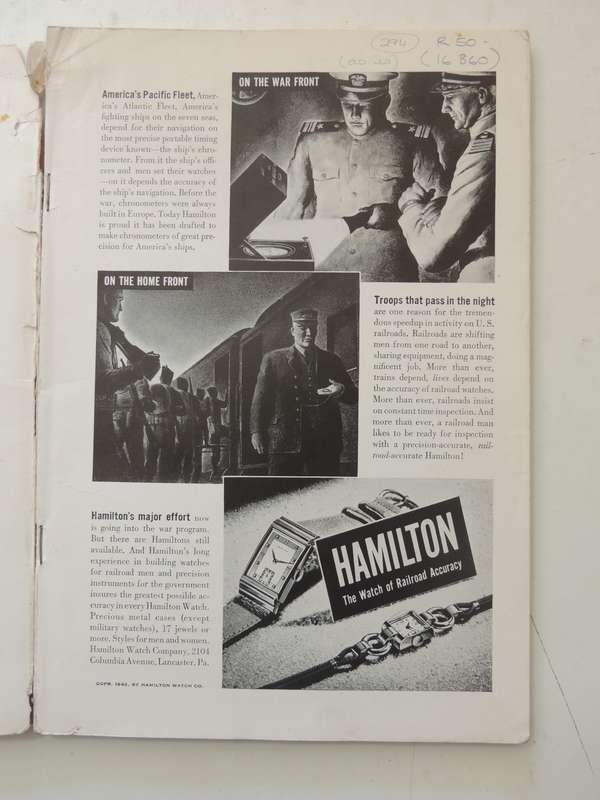 294
R 50 -
(16 B60)
ON THE WAR FRONT
America's Pacific Fleet, Amer-
ica's Atlantic Fleet, America's
fighting ships on the seven seas,
depend for their navigation on
the most precise portable timing
device known—the ship's chro-
nometer. From it the ship's offi-
cers and men set their watches
—on it depends the accuracy of
the ship's navigation. Before the
war, chronometers were always
built in Europe. Today Hamilton
is proud it has been drafted to
make chronometers of great pre-
cision for America's ships.
ON THE HOME FRONT
Troops that pass in the night
are one reason for the tremen-
dous speedup in activity on U. S.
railroads. Railroads are shifting
men from one road to another,
sharing equipment, doing a mag-
nificent job. More than ever,
trains depend, lives depend on
the accuracy of railroad watches.
More than ever, railroads insist
on constant time inspection. And
more than ever, a railroad man
likes to be ready for inspection
with a precision-accurate, rail-
road-accurate Hamilton!
Hamilton's major effort now
is going into the war program.
But there are Hamiltons still
available. And Hamilton's long
experience in building watches
for railroad men and precision
instruments for the government
insures the greatest possible ac-
curacy in every Hamilton Watch.
Precious metal cases (except
military watches), 17 jewels or
more. Styles for men and women.
Hamilton Watch Company, 2104
Columbia Avenue, Lancaster, Pa.
HAMILTON
The Watch of Railroad Accuracy
COPR. 1942, BY HAMILTON WATCH CO.